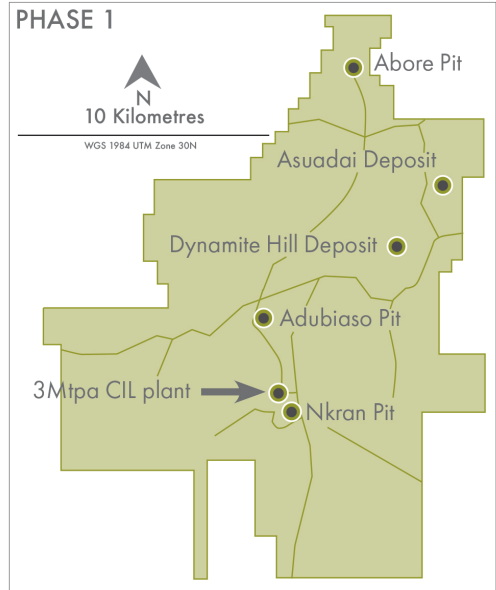 PHASE 1
Abore Pit
N
10 Kilometres
WGS 1984 UTM Zone 30N
Asuadai Deposit
Dynamite Hill Deposit
Adubiaso Pit
3Mtpa CIL plant
Nkran Pit